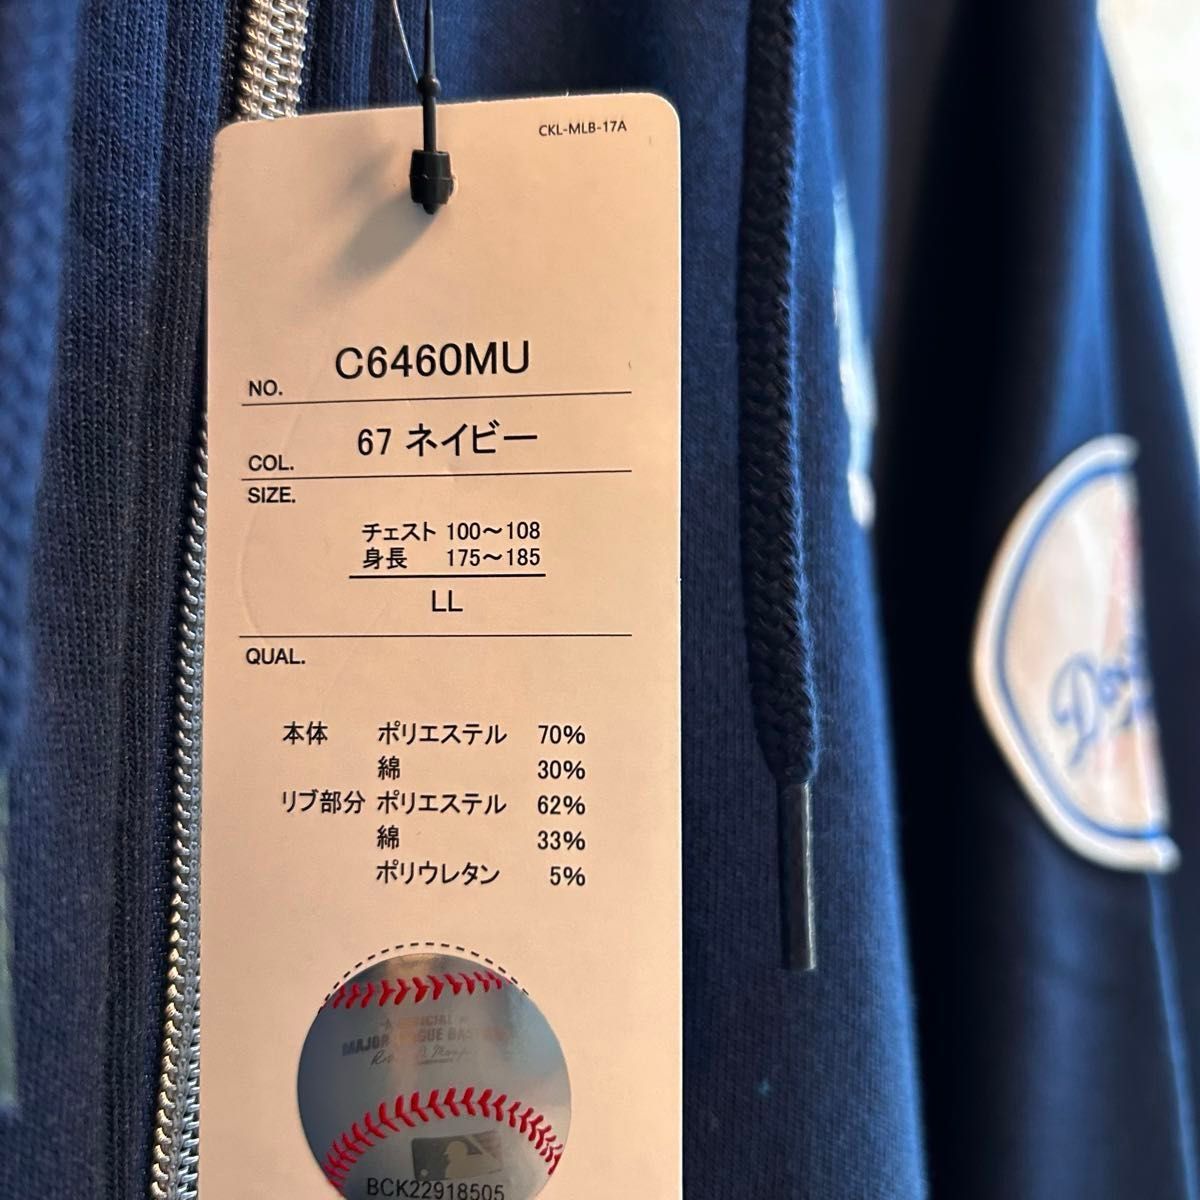 CKL-MLB-17A
NO. C6460MU
COL. 67 ネイビー
SIZE.
チェスト 100～108
身長 175～185
LL
QUAL.
本体 ポリエステル 70%
綿 30%
リブ部分 ポリエステル 62%
綿 33%
ポリウレタン 5%
MAJOR LEAGUE
BCK22918505